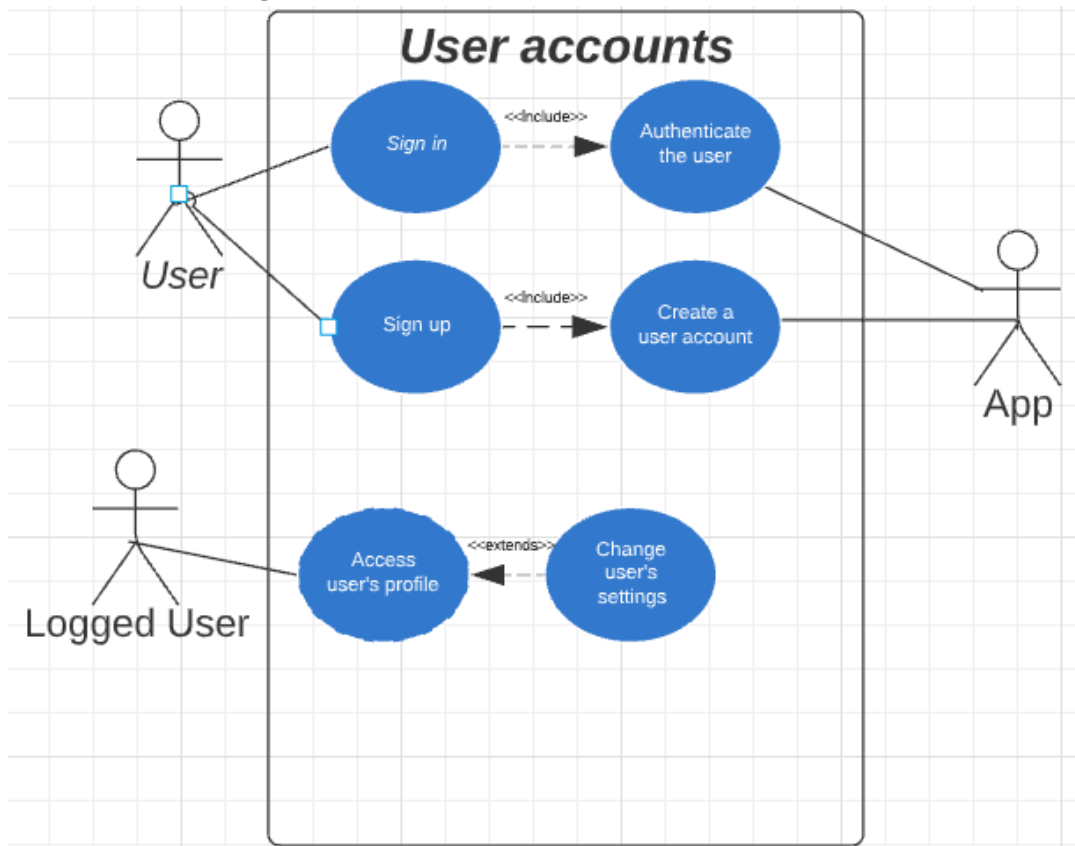 User accounts
<<Include>>
Sign in
Authenticate
the user
User
<<Include>>
Sign up
Create a
user account
App
<<extends>>
Access
user's profile
Change
user's
settings
Logged User